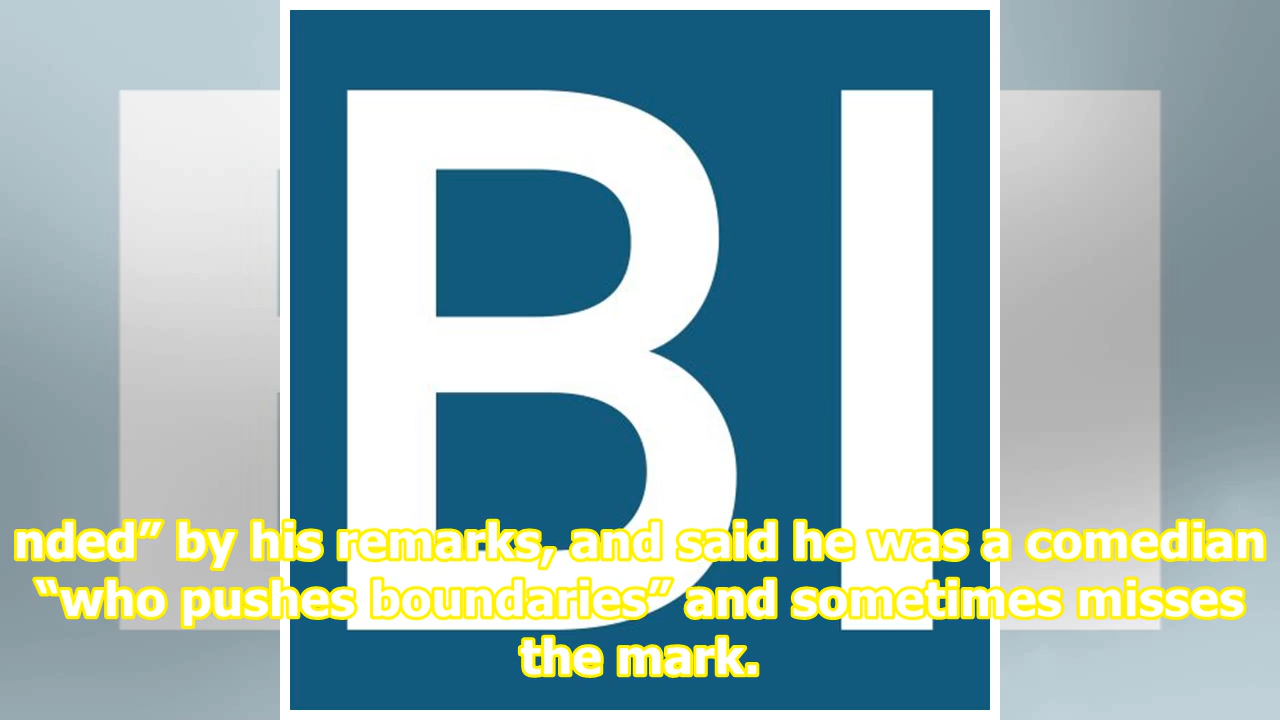 BI
nded” by his remarks, and said he was a comedian
“who pushes boundaries” and sometimes misses
the mark.